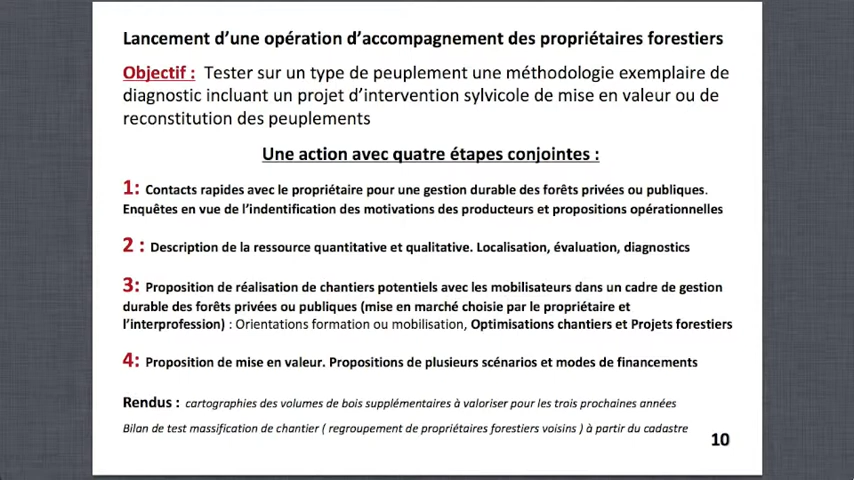 Lancement d’une opération d’accompagnement des propriétaires forestiers
Objectif : Tester sur un type de peuplement une méthodologie exemplaire de
diagnostic incluant un projet d’intervention sylvicole de mise en valeur ou de
reconstitution des peuplements
Une action avec quatre étapes conjointes :
1: Contacts rapides avec le propriétaire pour une gestion durable des forêts privées ou publiques.
Enquêtes en vue de l’indentification des motivations des producteurs et propositions opérationnelles
2 : Description de la ressource quantitative et qualitative. Localisation, évaluation, diagnostics
3: Proposition de réalisation de chantiers potentiels avec les mobilisateurs dans un cadre de gestion
durable des forêts privées ou publiques (mise en marché choisie par le propriétaire et
l’interprofession) : Orientations formation ou mobilisation, Optimisations chantiers et Projets forestiers
4: Proposition de mise en valeur. Propositions de plusieurs scénarios et modes de financements
Rendus : cartographies des volumes de bois supplémentaires à valoriser pour les trois prochaines années
Bilan de test massification de chantier ( regroupement de propriétaires forestiers voisins ) à partir du cadastre
10